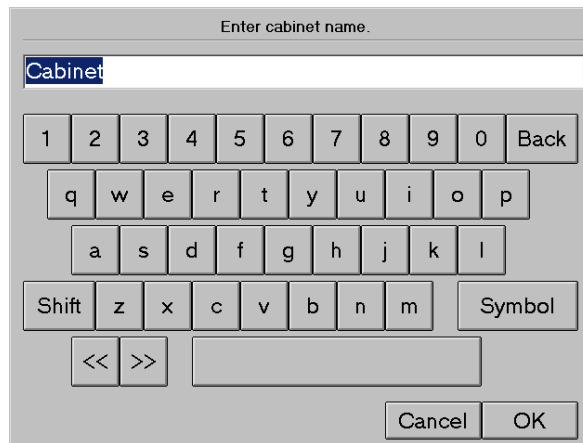 Enter cabinet name.
Cabinet
1 2 3 4 5 6 7 8 9 0 Back
q w e r t y u i o p
a s d f g h j k l
Shift z x c v b n m Symbol
<< >>
Cancel OK